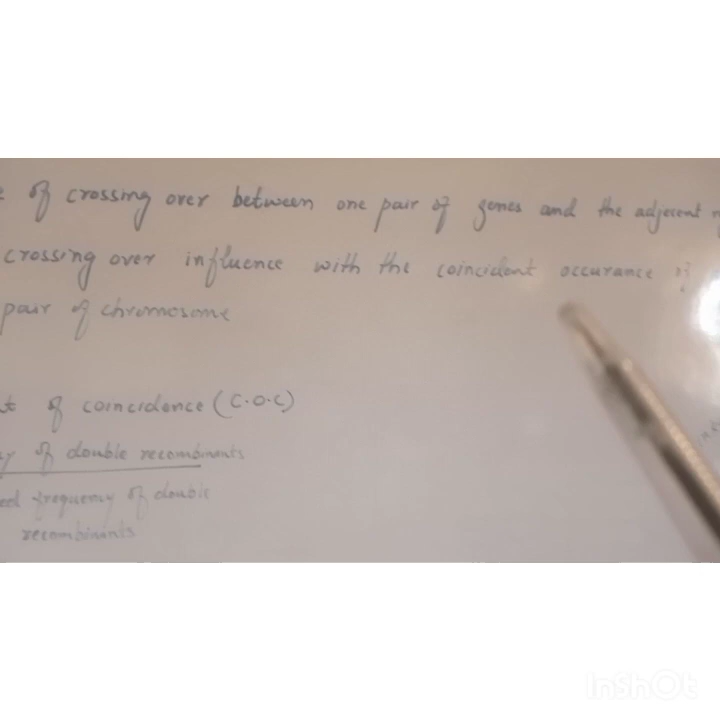 of crossing over between one pair of genes and the adjecent
crossing over influence with the coincident occurance of
pair of chromosome
of coincidence (C.O.C)
of double recombinants
frequency of double
recombinants
InShOt